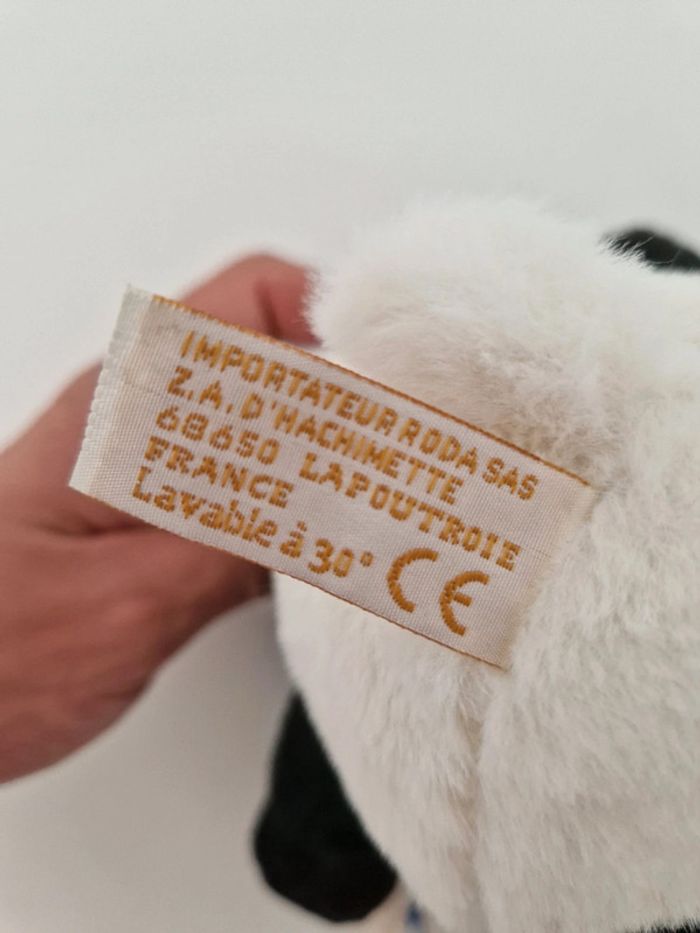 IMPORTATEUR RODA SAS
Z.A. D'HACHIMETTE
68650 LAPOUTROIE
FRANCE
Lavable à 30° CE